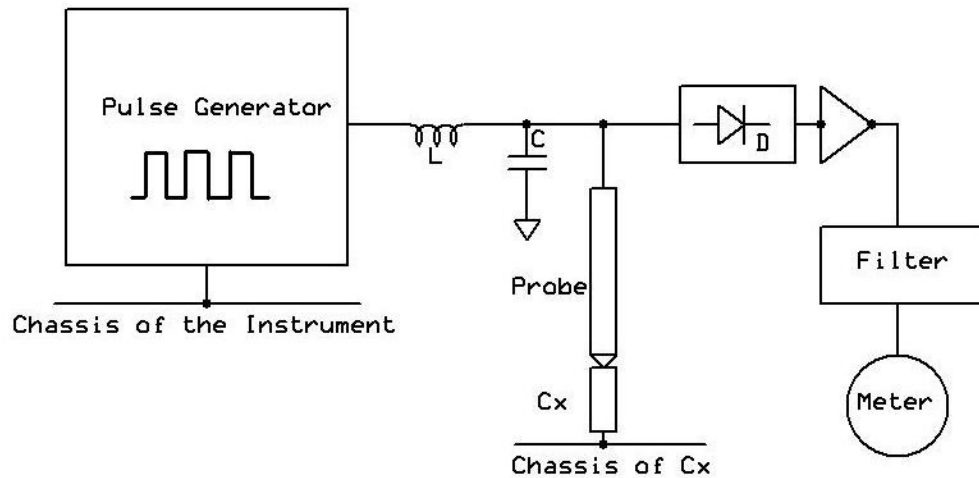 Pulse Generator
L
C
D
Probe
Filter
Chassis of the Instrument
Cx
Meter
Chassis of Cx